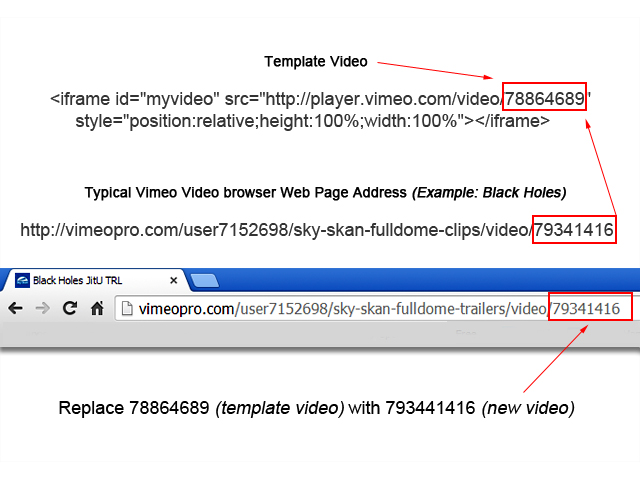 Template Video
<iframe id="myvideo" src="http://player.vimeo.com/video/78864689"
style="position:relative;height:100%;width:100%"></iframe>
Typical Vimeo Video browser Web Page Address (Example: Black Holes)
http://vimeopro.com/user7152698/sky-skan-fulldome-clips/video/79341416
Black Holes JitU TRL
vimeopro.com/user7152698/sky-skan-fulldome-trailers/video/79341416
Replace 78864689 (template video) with 793441416 (new video)